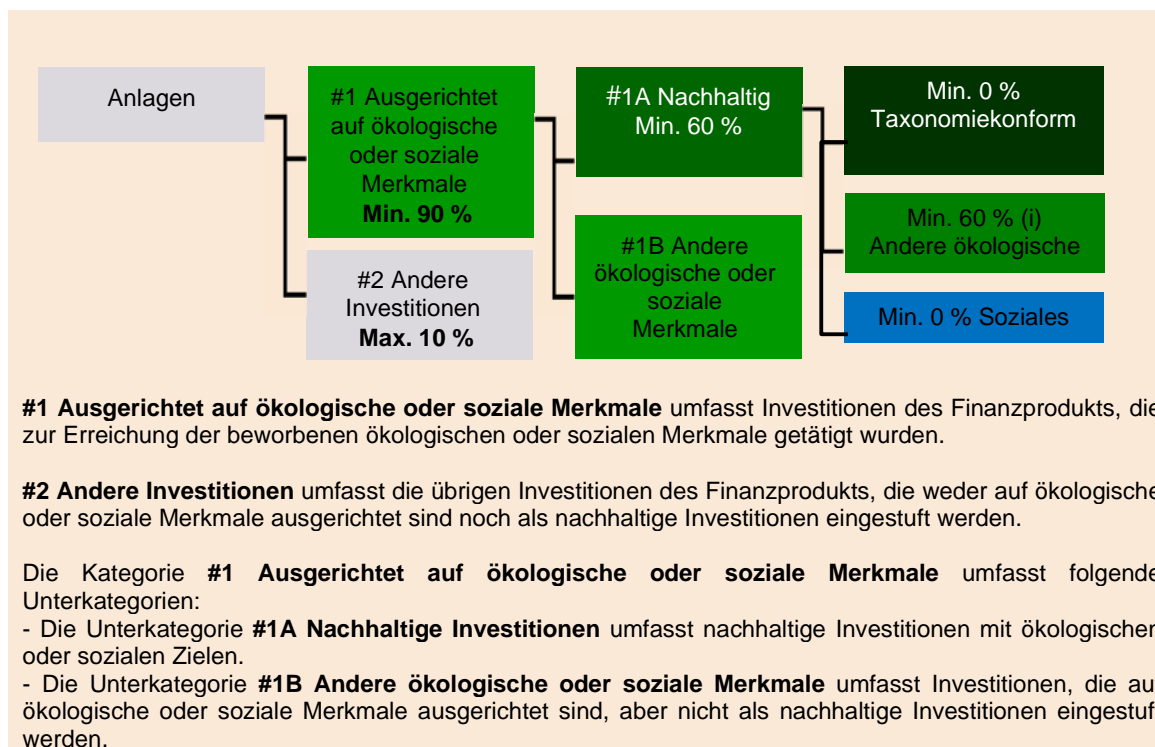 Anlagen
#1 Ausgerichtet
auf ökologische
oder soziale
Merkmale
Min. 90 %
#2 Andere
Investitionen
Max. 10 %
#1A Nachhaltig
Min. 60 %
#1B Andere
ökologische oder
soziale
Merkmale
Min. 0 %
Taxonomiekonform
Min. 60 % (i)
Andere ökologische
Min. 0 % Soziales
#1 Ausgerichtet auf ökologische oder soziale Merkmale umfasst Investitionen des Finanzprodukts, die
zur Erreichung der beworbenen ökologischen oder sozialen Merkmale getätigt wurden.
#2 Andere Investitionen umfasst die übrigen Investitionen des Finanzprodukts, die weder auf ökologische
oder soziale Merkmale ausgerichtet sind noch als nachhaltige Investitionen eingestuft werden.
Die Kategorie #1 Ausgerichtet auf ökologische oder soziale Merkmale umfasst folgende
Unterkategorien:
- Die Unterkategorie #1A Nachhaltige Investitionen umfasst nachhaltige Investitionen mit ökologischen
oder sozialen Zielen.
- Die Unterkategorie #1B Andere ökologische oder soziale Merkmale umfasst Investitionen, die auf
ökologische oder soziale Merkmale ausgerichtet sind, aber nicht als nachhaltige Investitionen eingestuft
werden.